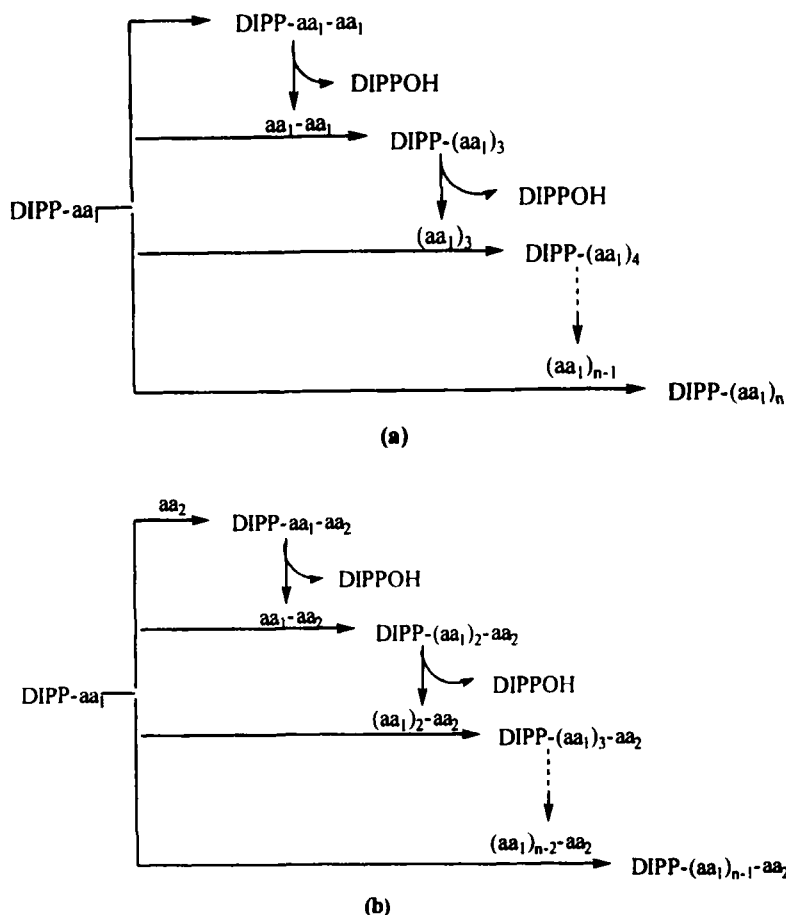 DIPP-aa₁-aa₁
DIPPOH
aa₁-aa₁
DIPP-(aa₁)₃
DIPPOH
DIPP-aa₁
(aa₁)₃
DIPP-(aa₁)₄
(aa₁)ₙ₋₁
DIPP-(aa₁)ₙ
(a)
aa₂
DIPP-aa₁-aa₂
DIPPOH
aa₁-aa₂
DIPP-(aa₁)₂-aa₂
DIPPOH
DIPP-aa₁
(aa₁)₂-aa₂
DIPP-(aa₁)₃-aa₂
(aa₁)ₙ₋₂-aa₂
DIPP-(aa₁)ₙ₋₁-aa₂
(b)